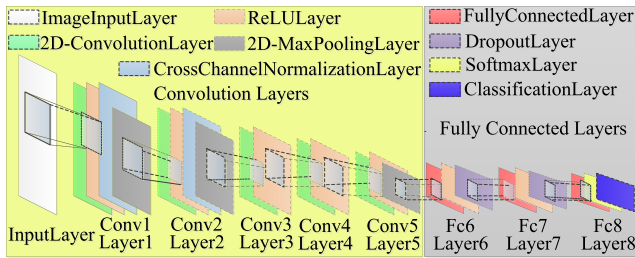 ImageInputLayer
ReLULayer
2D-ConvolutionLayer
2D-MaxPoolingLayer
CrossChannelNormalizationLayer
Convolution Layers
FullyConnectedLayer
DropoutLayer
SoftmaxLayer
ClassificationLayer
Fully Connected Layers
InputLayer
Conv1
Layer1
Conv2
Layer2
Conv3
Layer3
Conv4
Layer4
Conv5
Layer5
Fc6
Layer6
Fc7
Layer7
Fc8
Layer8